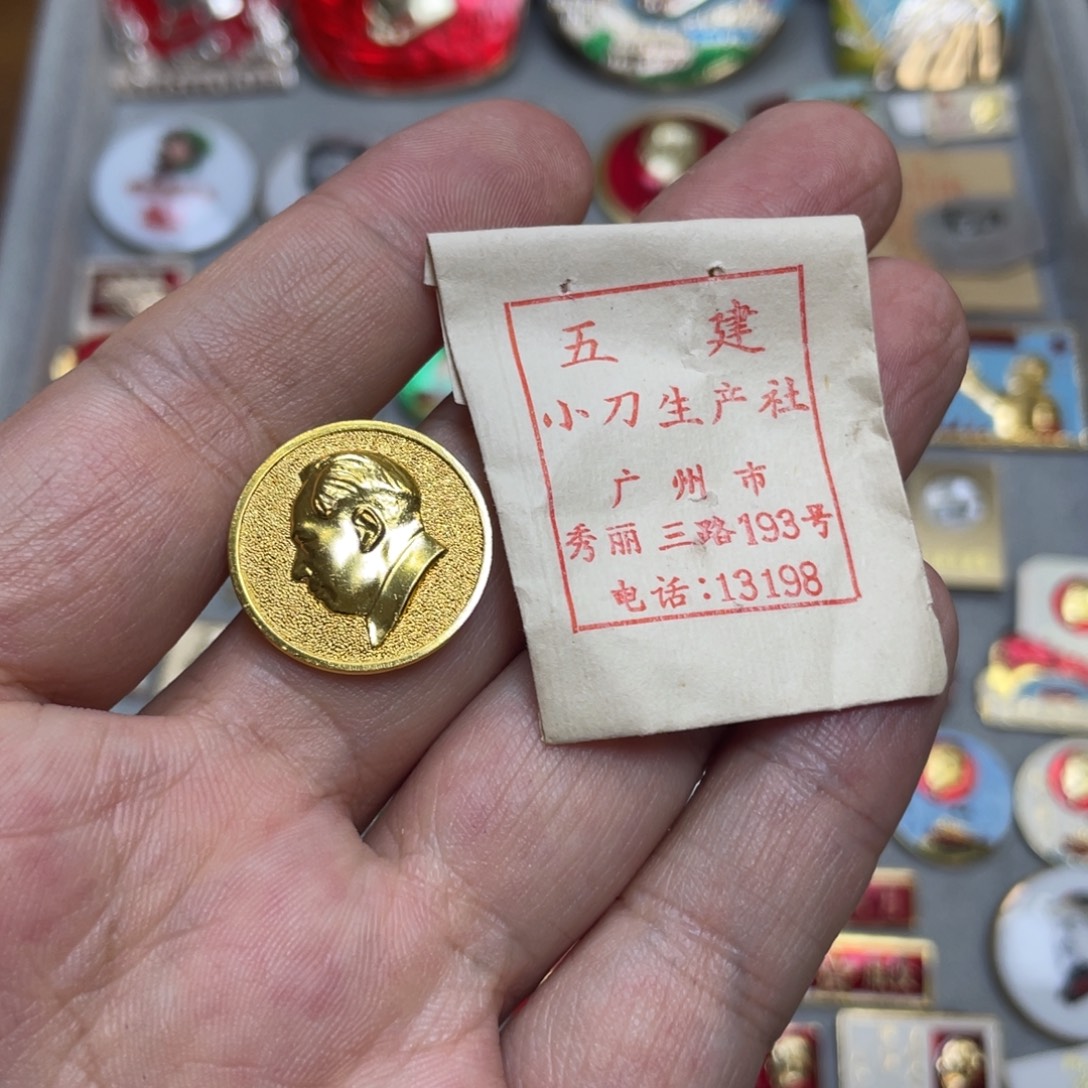 五 建
小刀生产社
广州市
秀丽三路193号
电话:13198